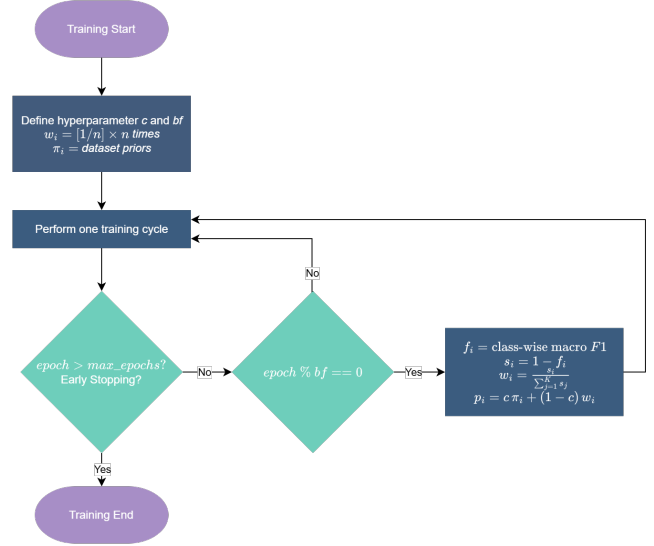 Training Start
Define hyperparameter c and bf
w_i = [1/n] × n times
π_i = dataset priors
Perform one training cycle
No
epoch > max_epochs?
Early Stopping?
No
epoch % bf == 0
Yes
f_i = class-wise macro F1
s_i = 1 − f_i
w_i = s_i / ∑_{j=1}^{K} s_j
p_i = c π_i + (1 − c) w_i
Yes
Training End